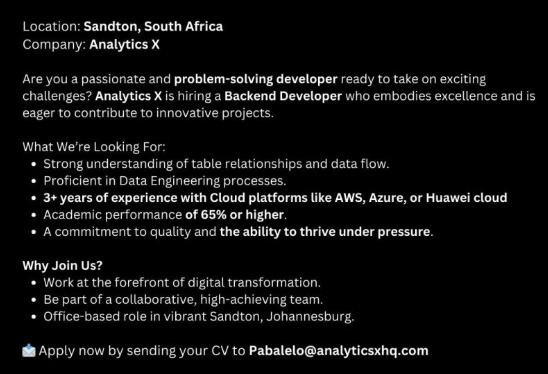 Location: Sandton, South Africa
Company: Analytics X
Are you a passionate and problem-solving developer ready to take on exciting
challenges? Analytics X is hiring a Backend Developer who embodies excellence and is
eager to contribute to innovative projects.
What We're Looking For:
• Strong understanding of table relationships and data flow.
• Proficient in Data Engineering processes.
• 3+ years of experience with Cloud platforms like AWS, Azure, or Huawei cloud
• Academic performance of 65% or higher.
• A commitment to quality and the ability to thrive under pressure.
Why Join Us?
• Work at the forefront of digital transformation.
• Be part of a collaborative, high-achieving team.
• Office-based role in vibrant Sandton, Johannesburg.
📩 Apply now by sending your CV to Pabalelo@analyticsxhq.com